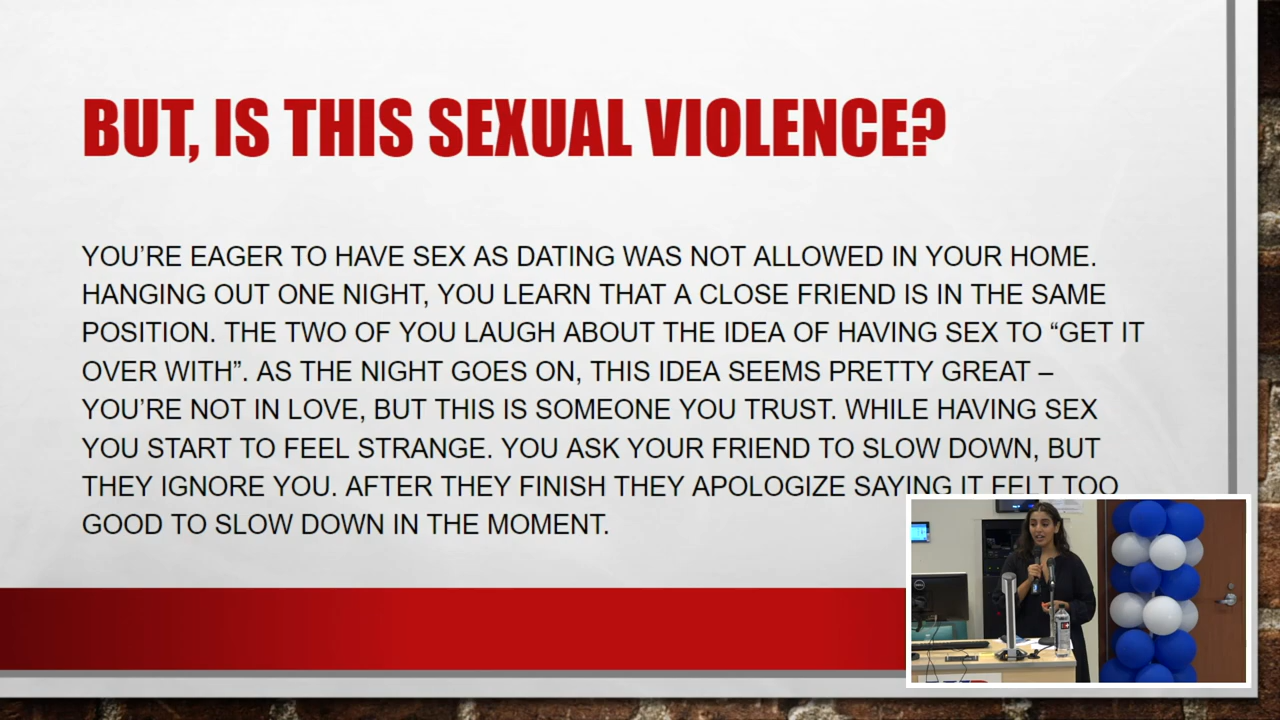 BUT, IS THIS SEXUAL VIOLENCE?
YOU’RE EAGER TO HAVE SEX AS DATING WAS NOT ALLOWED IN YOUR HOME.
HANGING OUT ONE NIGHT, YOU LEARN THAT A CLOSE FRIEND IS IN THE SAME
POSITION. THE TWO OF YOU LAUGH ABOUT THE IDEA OF HAVING SEX TO “GET IT
OVER WITH”. AS THE NIGHT GOES ON, THIS IDEA SEEMS PRETTY GREAT –
YOU’RE NOT IN LOVE, BUT THIS IS SOMEONE YOU TRUST. WHILE HAVING SEX
YOU START TO FEEL STRANGE. YOU ASK YOUR FRIEND TO SLOW DOWN, BUT
THEY IGNORE YOU. AFTER THEY FINISH THEY APOLOGIZE SAYING IT FELT TOO
GOOD TO SLOW DOWN IN THE MOMENT.